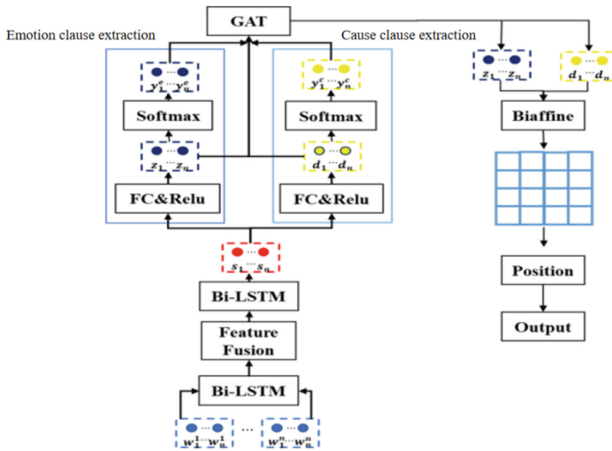 GAT
Emotion clause extraction
Cause clause extraction
y₁ᵉ ... yₙᵉ
y₁ᶜ ... yₙᶜ
z₁ ... zₙ
d₁ ... dₙ
Softmax
Softmax
Biaffine
z₁ ... zₙ
d₁ ... dₙ
FC&Relu
FC&Relu
s₁ ... sₙ
Position
Bi-LSTM
Output
Feature
Fusion
Bi-LSTM
...
w₁¹ ... wₙ¹
w₁ⁿ ... wₙⁿ